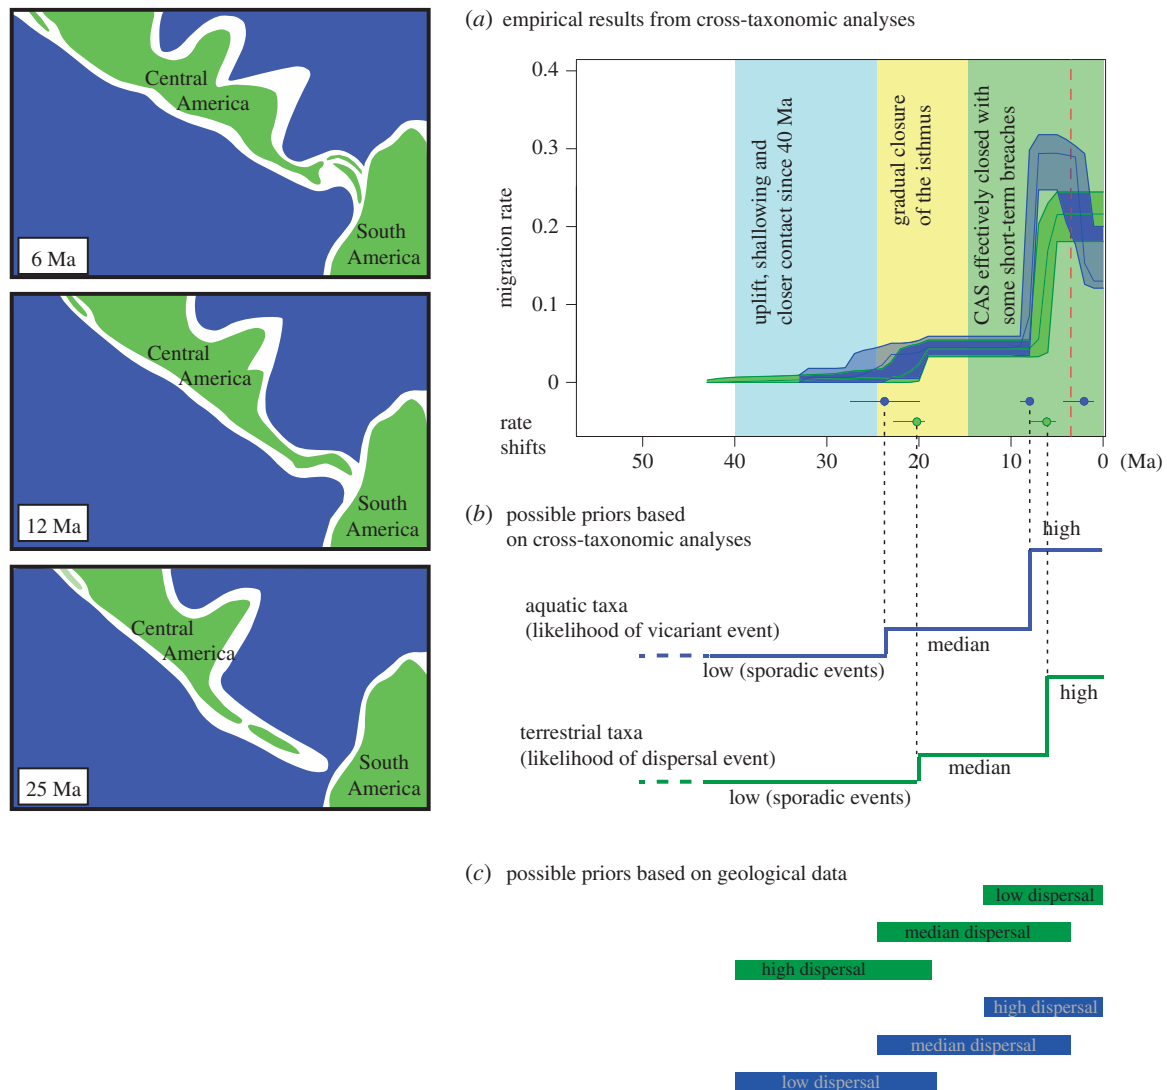 Central
America
South
America
6 Ma
Central
America
South
America
12 Ma
Central
America
South
America
25 Ma
(a) empirical results from cross-taxonomic analyses
migration rate
0.4
0.3
0.2
0.1
0
uplift, shallowing and
closer contact since 40 Ma
gradual closure
of the isthmus
CAS effectively closed with
some short-term breaches
rate
shifts
50 40 30 20 10 0 (Ma)
(b) possible priors based
on cross-taxonomic analyses
high
aquatic taxa
(likelihood of vicariant event)
median
low (sporadic events)
high
terrestrial taxa
(likelihood of dispersal event)
median
low (sporadic events)
(c) possible priors based on geological data
low dispersal
median dispersal
high dispersal
high dispersal
median dispersal
low dispersal